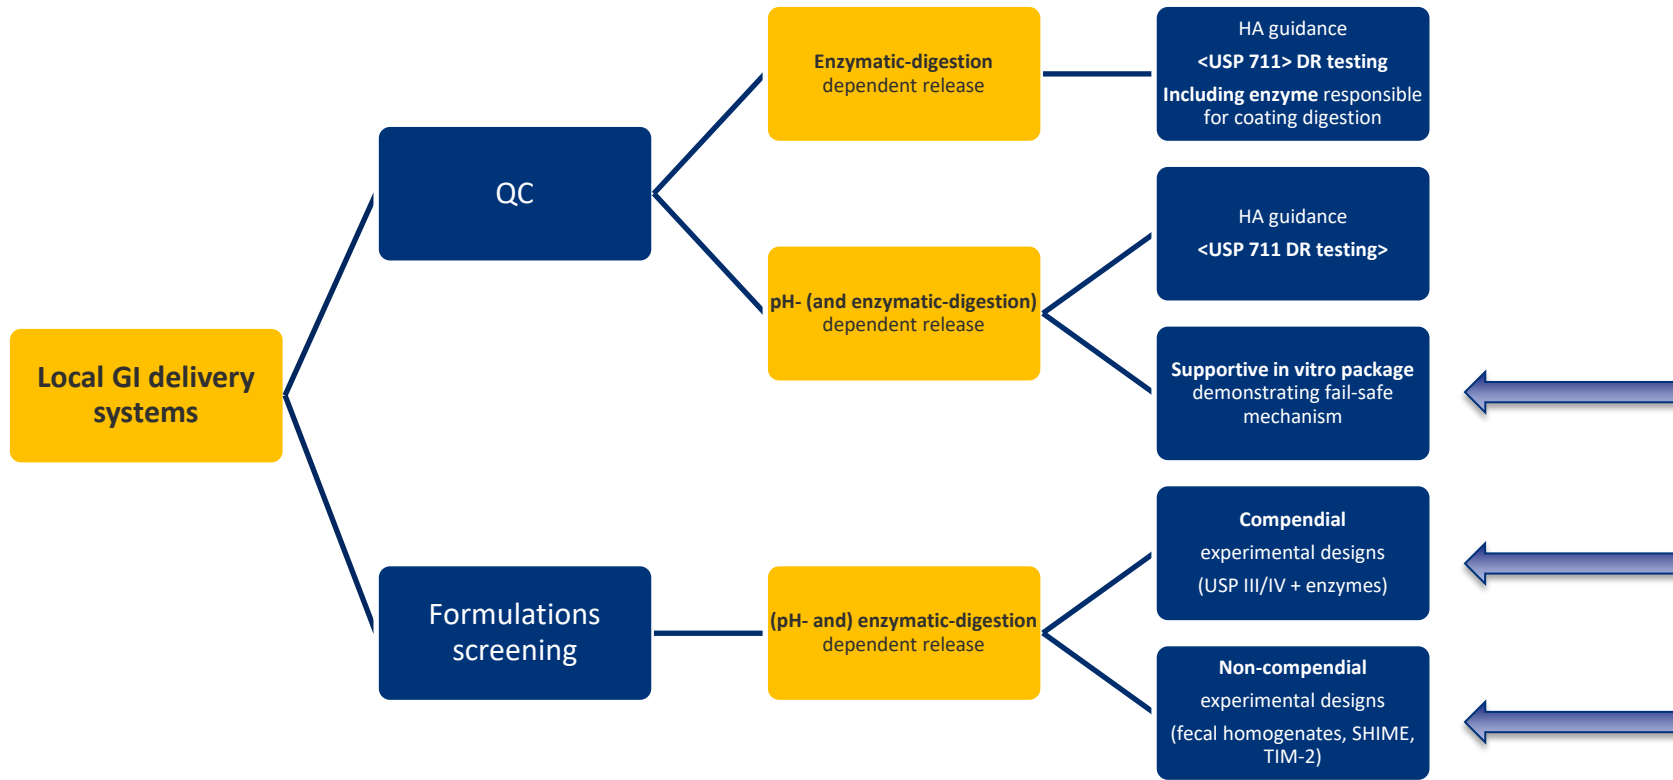 Local GI delivery
systems
QC
Formulations
screening
Enzymatic-digestion
dependent release
pH- (and enzymatic-digestion)
dependent release
(pH- and) enzymatic-digestion
dependent release
HA guidance
<USP 711> DR testing
Including enzyme responsible
for coating digestion
HA guidance
<USP 711 DR testing>
Supportive in vitro package
demonstrating fail-safe
mechanism
Compendial
experimental designs
(USP III/IV + enzymes)
Non-compendial
experimental designs
(fecal homogenates, SHIME,
TIM-2)